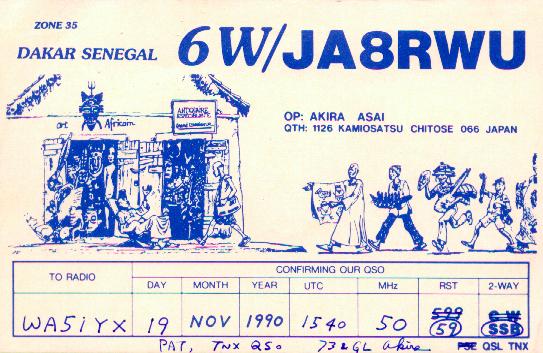 ZONE 35
DAKAR SENEGAL
6W/JA8RWU
art Africain
ANTIQUAIRE
OP: AKIRA ASAI
QTH: 1126 KAMIOSATSU CHITOSE 066 JAPAN
TO RADIO
CONFIRMING OUR QSO
DAY MONTH YEAR UTC MHz RST 2-WAY
599 CW
WA5IYX 19 NOV 1990 1540 50 59 SSB
PAT, TNX QSO 73 & GL Akira PSE QSL TNX